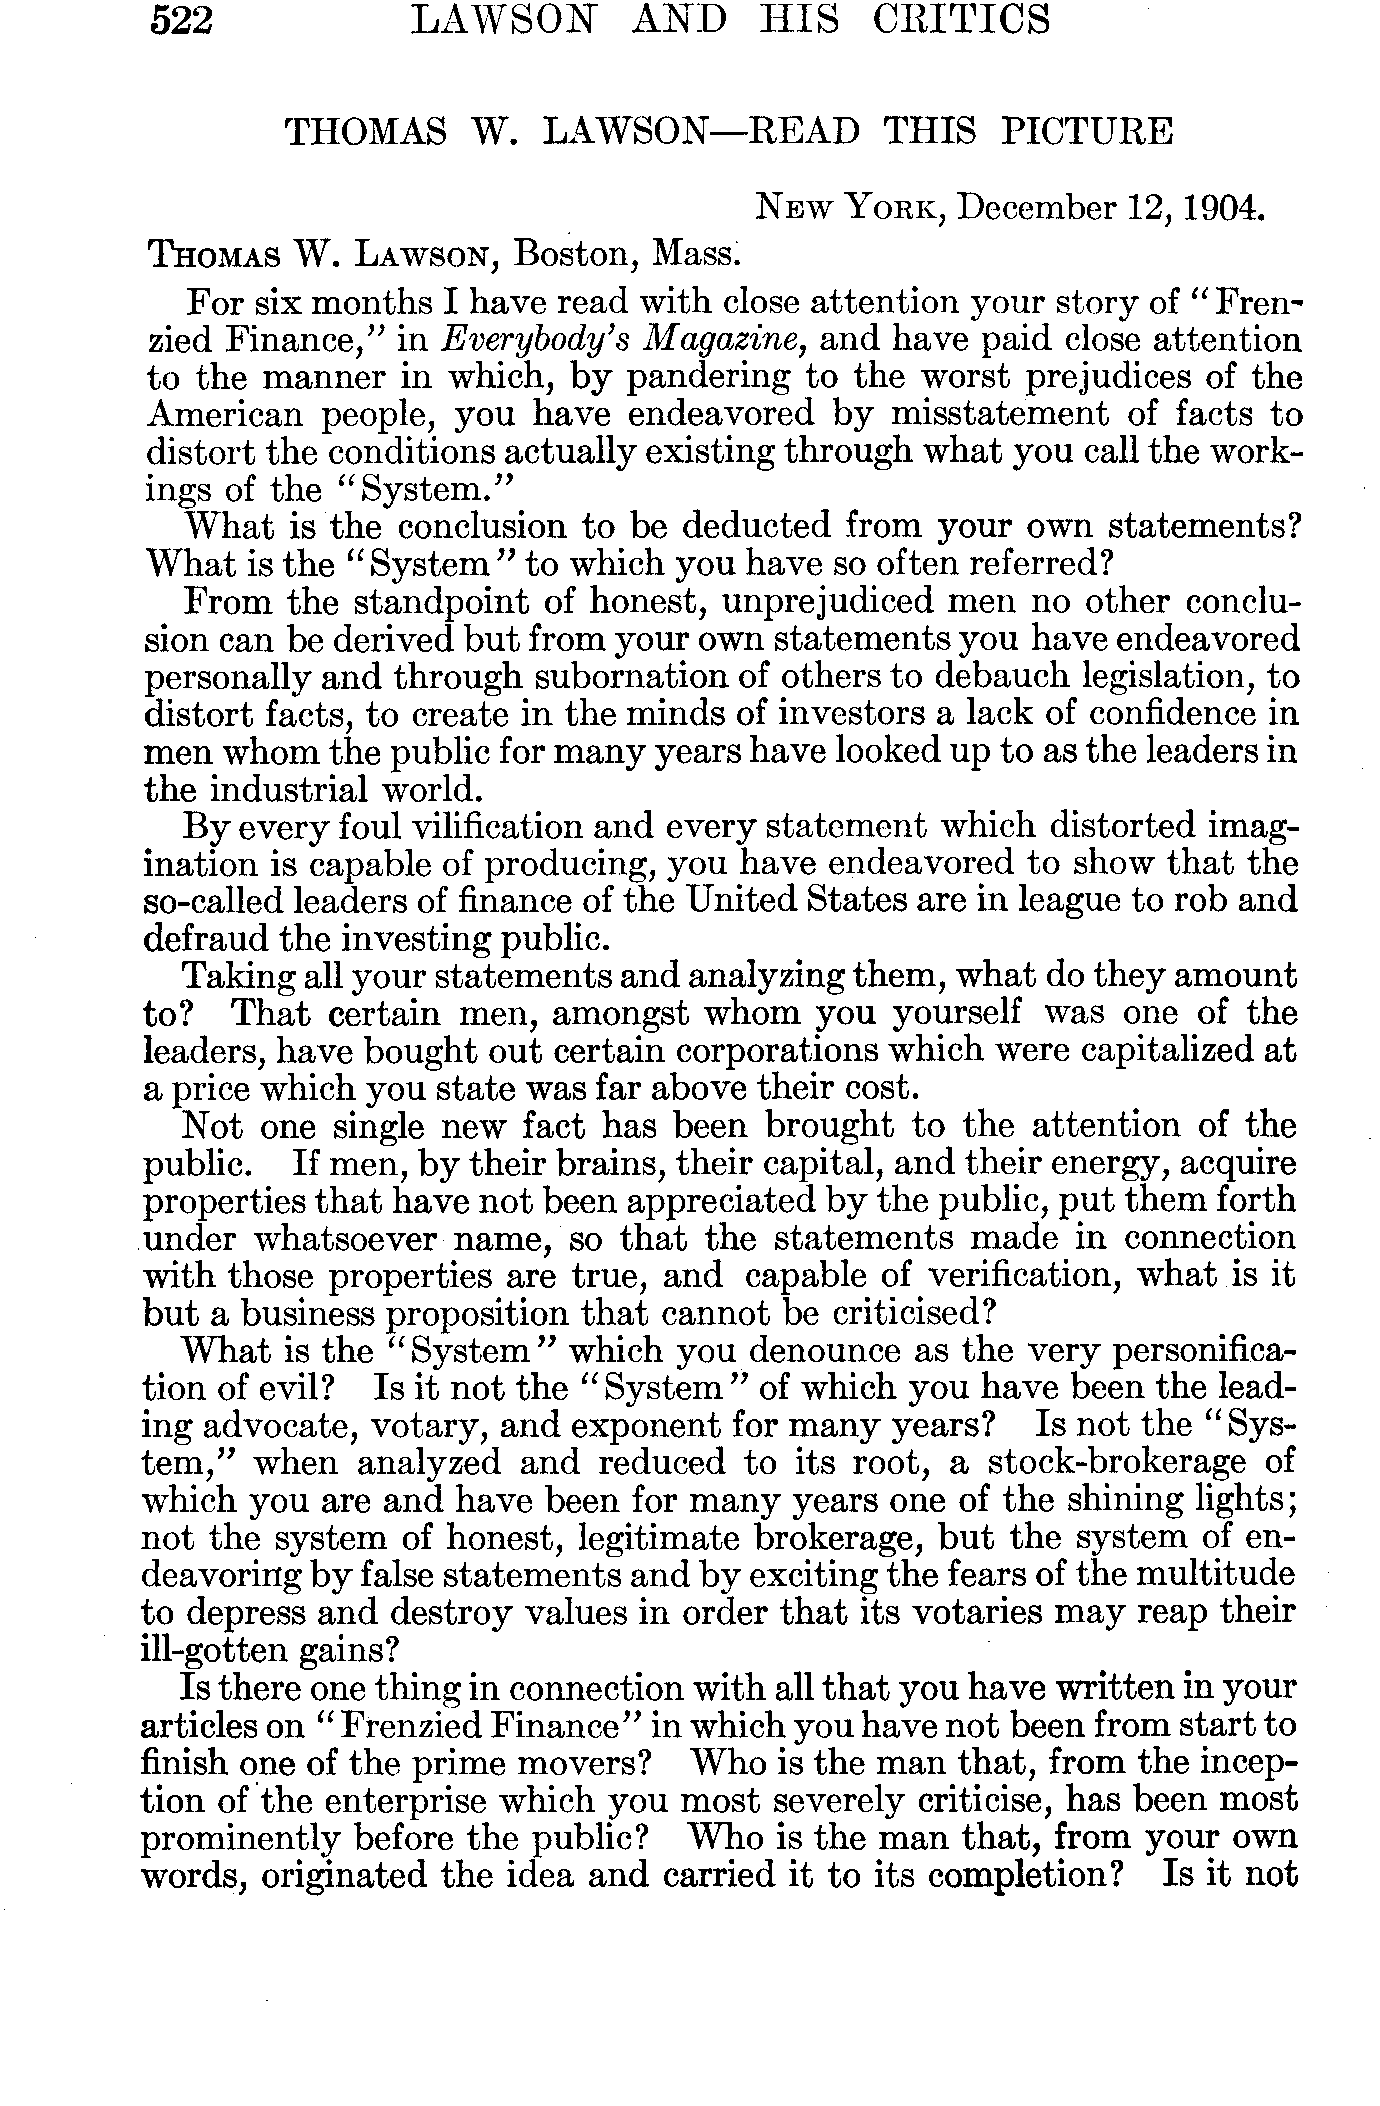 522 LAWSON AND HIS CRITICS
THOMAS W. LAWSON—READ THIS PICTURE
NEW YORK, December 12, 1904.
THOMAS W. LAWSON, Boston, Mass.
For six months I have read with close attention your story of "Fren-
zied Finance," in Everybody's Magazine, and have paid close attention
to the manner in which, by pandering to the worst prejudices of the
American people, you have endeavored by misstatement of facts to
distort the conditions actually existing through what you call the work-
ings of the "System."
What is the conclusion to be deducted from your own statements?
What is the "System" to which you have so often referred?
From the standpoint of honest, unprejudiced men no other conclu-
sion can be derived but from your own statements you have endeavored
personally and through subornation of others to debauch legislation, to
distort facts, to create in the minds of investors a lack of confidence in
men whom the public for many years have looked up to as the leaders in
the industrial world.
By every foul vilification and every statement which distorted imag-
ination is capable of producing, you have endeavored to show that the
so-called leaders of finance of the United States are in league to rob and
defraud the investing public.
Taking all your statements and analyzing them, what do they amount
to? That certain men, amongst whom you yourself was one of the
leaders, have bought out certain corporations which were capitalized at
a price which you state was far above their cost.
Not one single new fact has been brought to the attention of the
public. If men, by their brains, their capital, and their energy, acquire
properties that have not been appreciated by the public, put them forth
under whatsoever name, so that the statements made in connection
with those properties are true, and capable of verification, what is it
but a business proposition that cannot be criticised?
What is the "System" which you denounce as the very personifica-
tion of evil? Is it not the "System" of which you have been the lead-
ing advocate, votary, and exponent for many years? Is not the "Sys-
tem," when analyzed and reduced to its root, a stock-brokerage of
which you are and have been for many years one of the shining lights;
not the system of honest, legitimate brokerage, but the system of en-
deavoring by false statements and by exciting the fears of the multitude
to depress and destroy values in order that its votaries may reap their
ill-gotten gains?
Is there one thing in connection with all that you have written in your
articles on "Frenzied Finance" in which you have not been from start to
finish one of the prime movers? Who is the man that, from the incep-
tion of the enterprise which you most severely criticise, has been most
prominently before the public? Who is the man that, from your own
words, originated the idea and carried it to its completion? Is it not